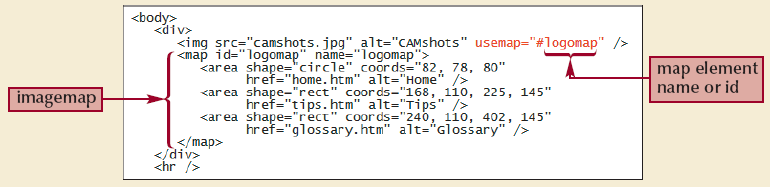 <body>
<div>
<img src="camshots.jpg" alt="CAMshots" usemap="#logomap" />
<map id="logomap" name="logomap">
<area shape="circle" coords="82, 78, 80"
href="home.htm" alt="Home" />
<area shape="rect" coords="168, 110, 225, 145"
href="tips.htm" alt="Tips" />
<area shape="rect" coords="240, 110, 402, 145"
href="glossary.htm" alt="Glossary" />
</map>
</div>
<hr />
imagemap
map element
name or id